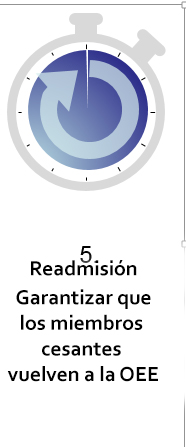 5.
Readmisión
Garantizar que
los miembros
cesantes
vuelven a la OEE